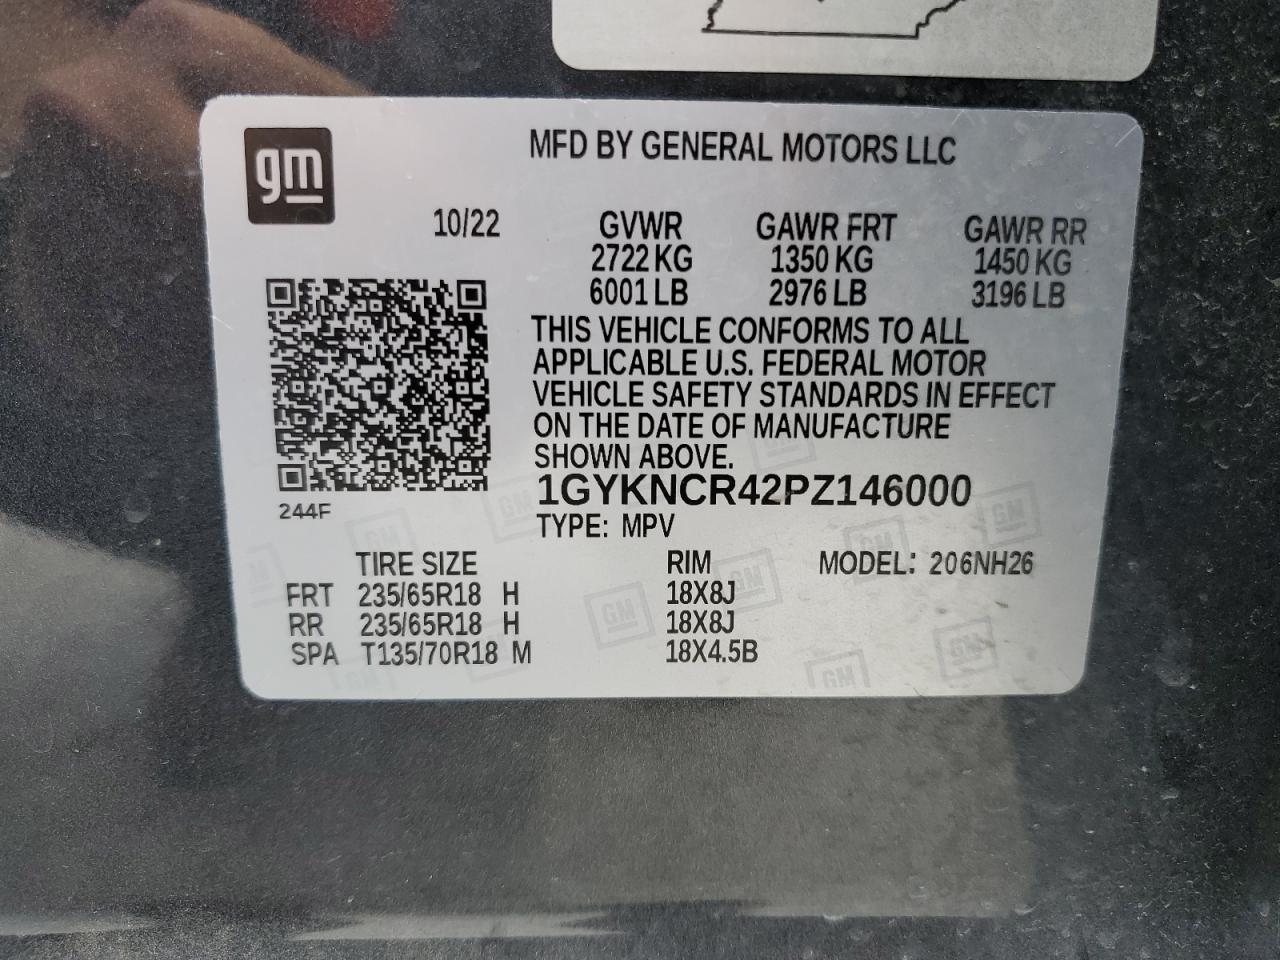 gm
MFD BY GENERAL MOTORS LLC
10/22 GVWR GAWR FRT GAWR RR
2722 KG 1350 KG 1450 KG
6001 LB 2976 LB 3196 LB
THIS VEHICLE CONFORMS TO ALL
APPLICABLE U.S. FEDERAL MOTOR
VEHICLE SAFETY STANDARDS IN EFFECT
ON THE DATE OF MANUFACTURE
SHOWN ABOVE.
1GYKNCR42PZ146000
244F
TYPE: MPV
TIRE SIZE RIM MODEL: 206NH26
FRT 235/65R18 H 18X8J
RR 235/65R18 H 18X8J
SPA T135/70R18 M 18X4.5B